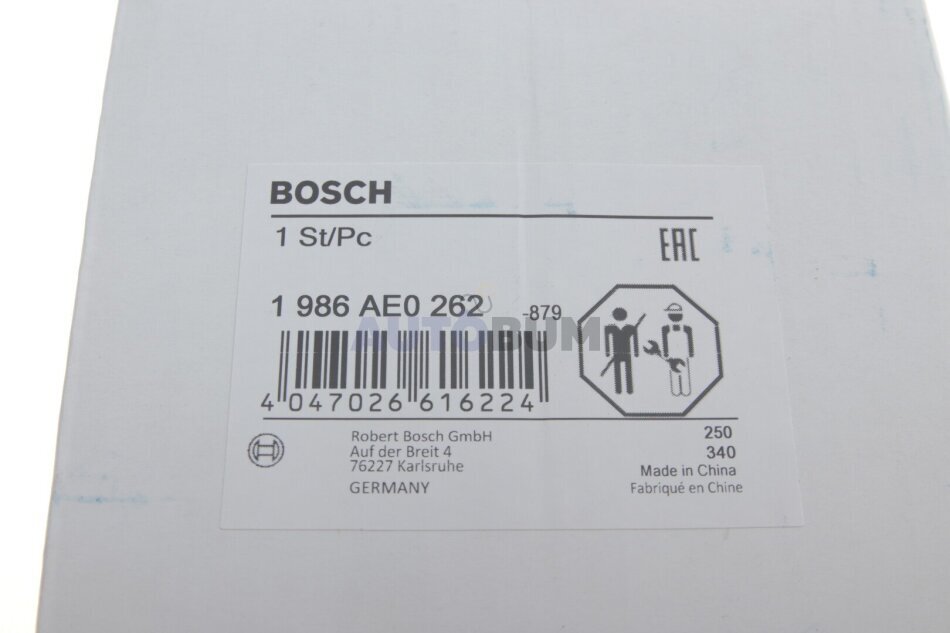 BOSCH
1 St/Pc
EAC
1 986 AE0 262
-879
AUTOBUM
4 047026 616224
Robert Bosch GmbH
Auf der Breit 4
76227 Karlsruhe
GERMANY
250
340
Made in China
Fabriqué en Chine